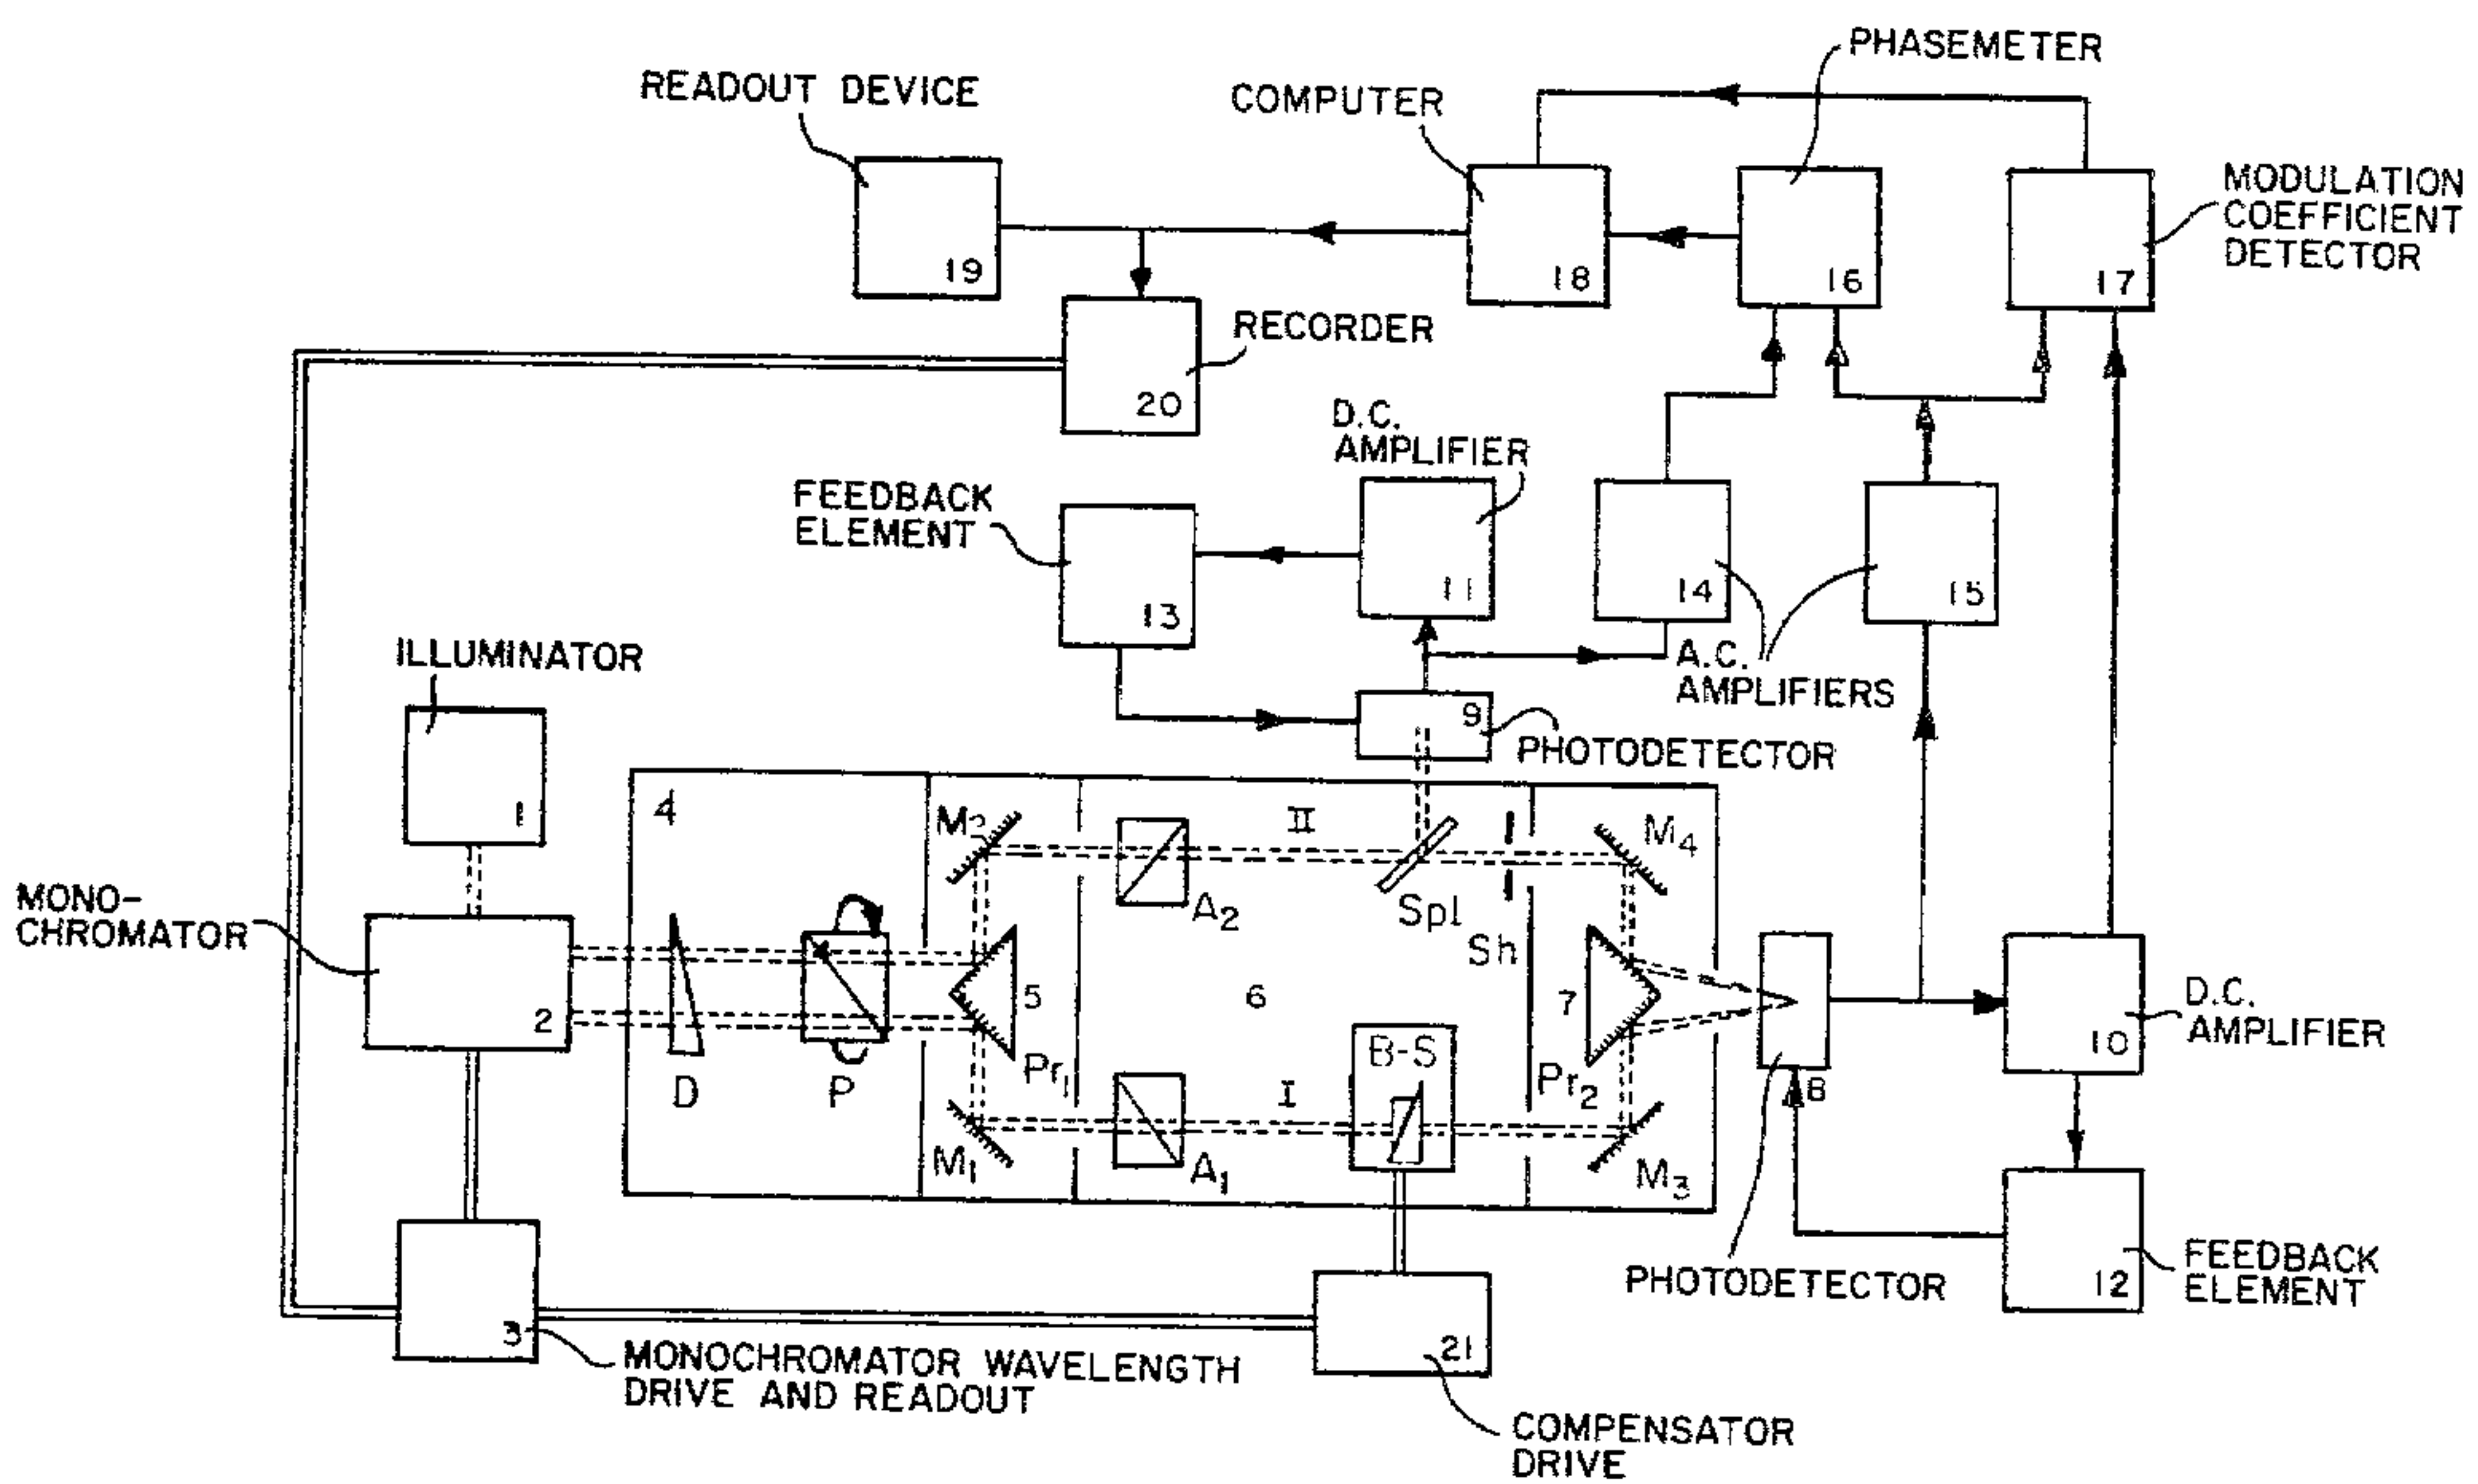 PHASEMETER
READOUT DEVICE
COMPUTER
MODULATION
COEFFICIENT
DETECTOR
19
18
16
17
RECORDER
20
D.C.
AMPLIFIER
FEEDBACK
ELEMENT
13
11
14
15
ILLUMINATOR
A.C.
AMPLIFIERS
9
PHOTODETECTOR
1
4
M2
II
M4
MONO-
CHROMATOR
A2
Spl
Sh
2
5
6
7
D.C.
AMPLIFIER
10
B-S
D
P
Pr1
I
Pr2
8
M1
A1
M3
PHOTODETECTOR
FEEDBACK
ELEMENT
12
3
21
MONOCHROMATOR WAVELENGTH
DRIVE AND READOUT
COMPENSATOR
DRIVE